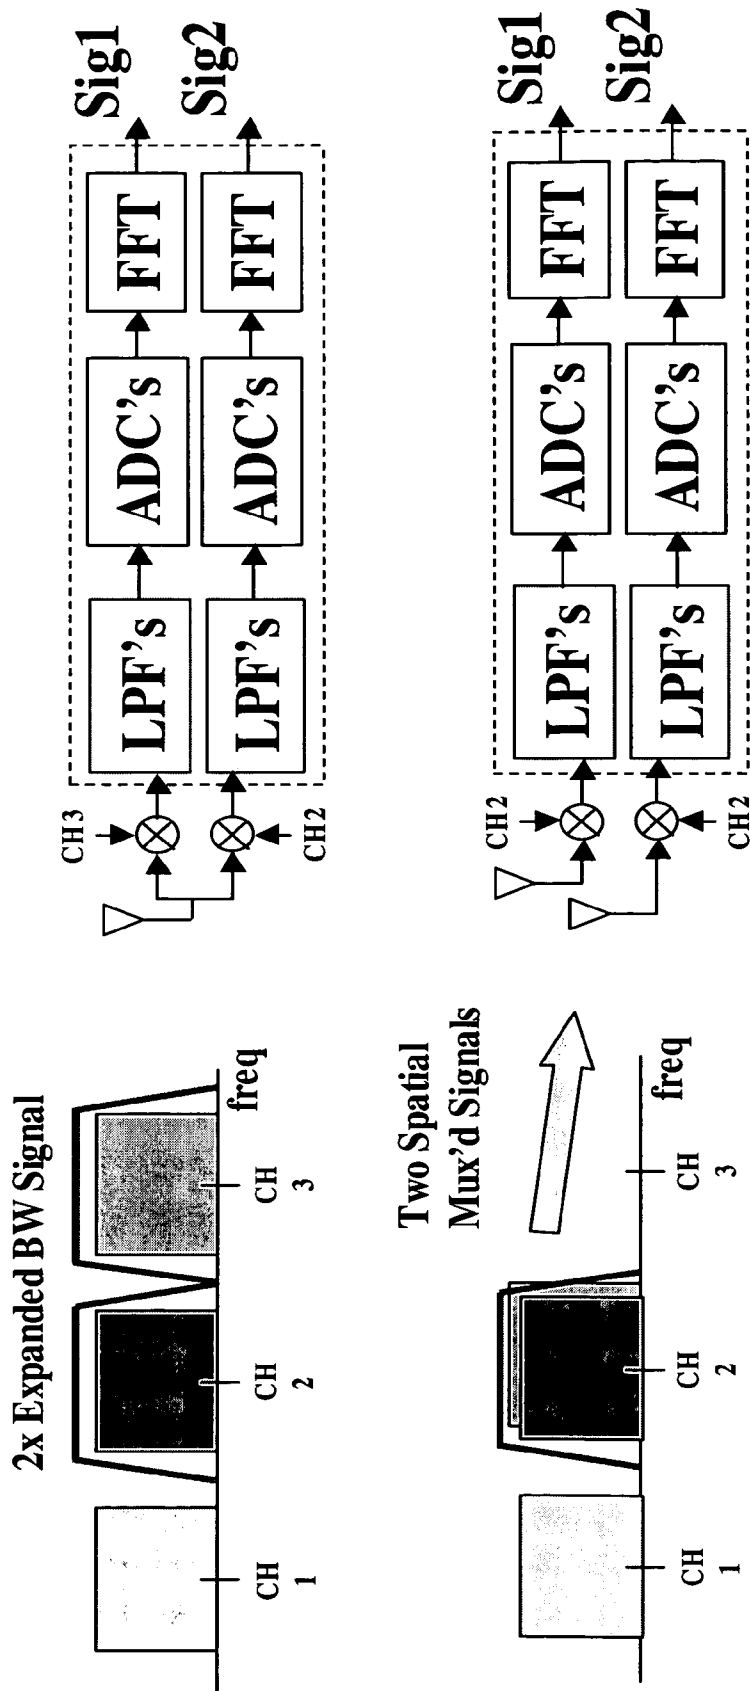 2x Expanded BW Signal
CH
1
CH
2
CH
3
freq
CH3
CH2
LPF's
ADC's
FFT
Sig1
LPF's
ADC's
FFT
Sig2
Two Spatial
Mux'd Signals
CH
1
CH
2
CH
3
freq
CH2
CH2
LPF's
ADC's
FFT
Sig1
LPF's
ADC's
FFT
Sig2